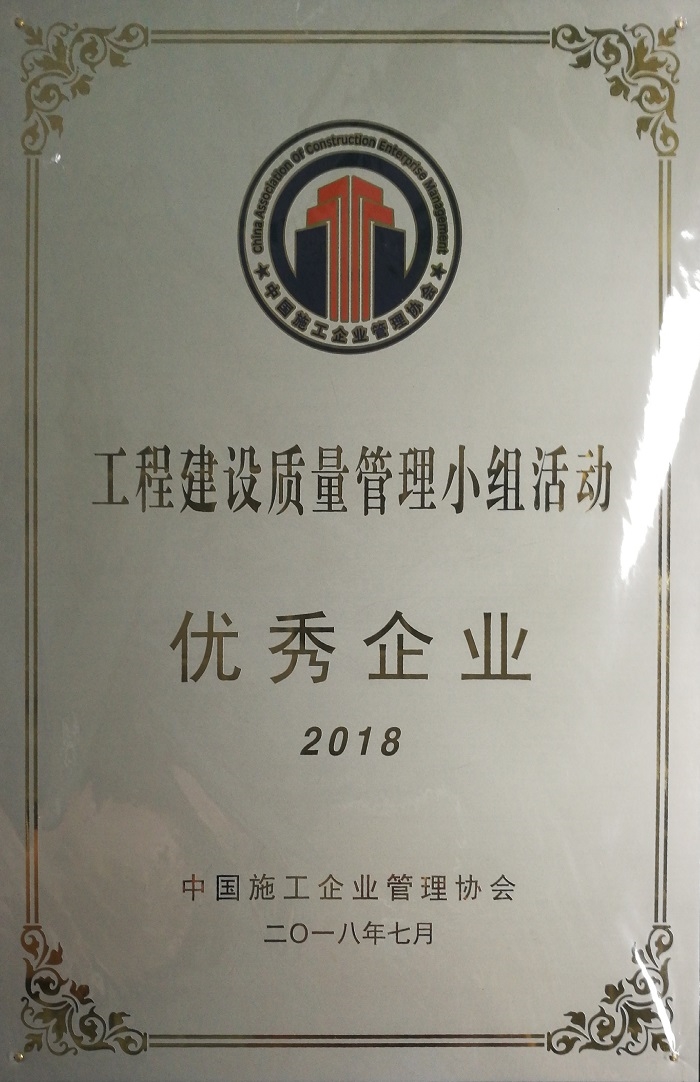 China Association Of Construction Enterprise Management
★中国施工企业管理协会★
工程建设质量管理小组活动
优秀企业
2018
中国施工企业管理协会
二〇一八年七月